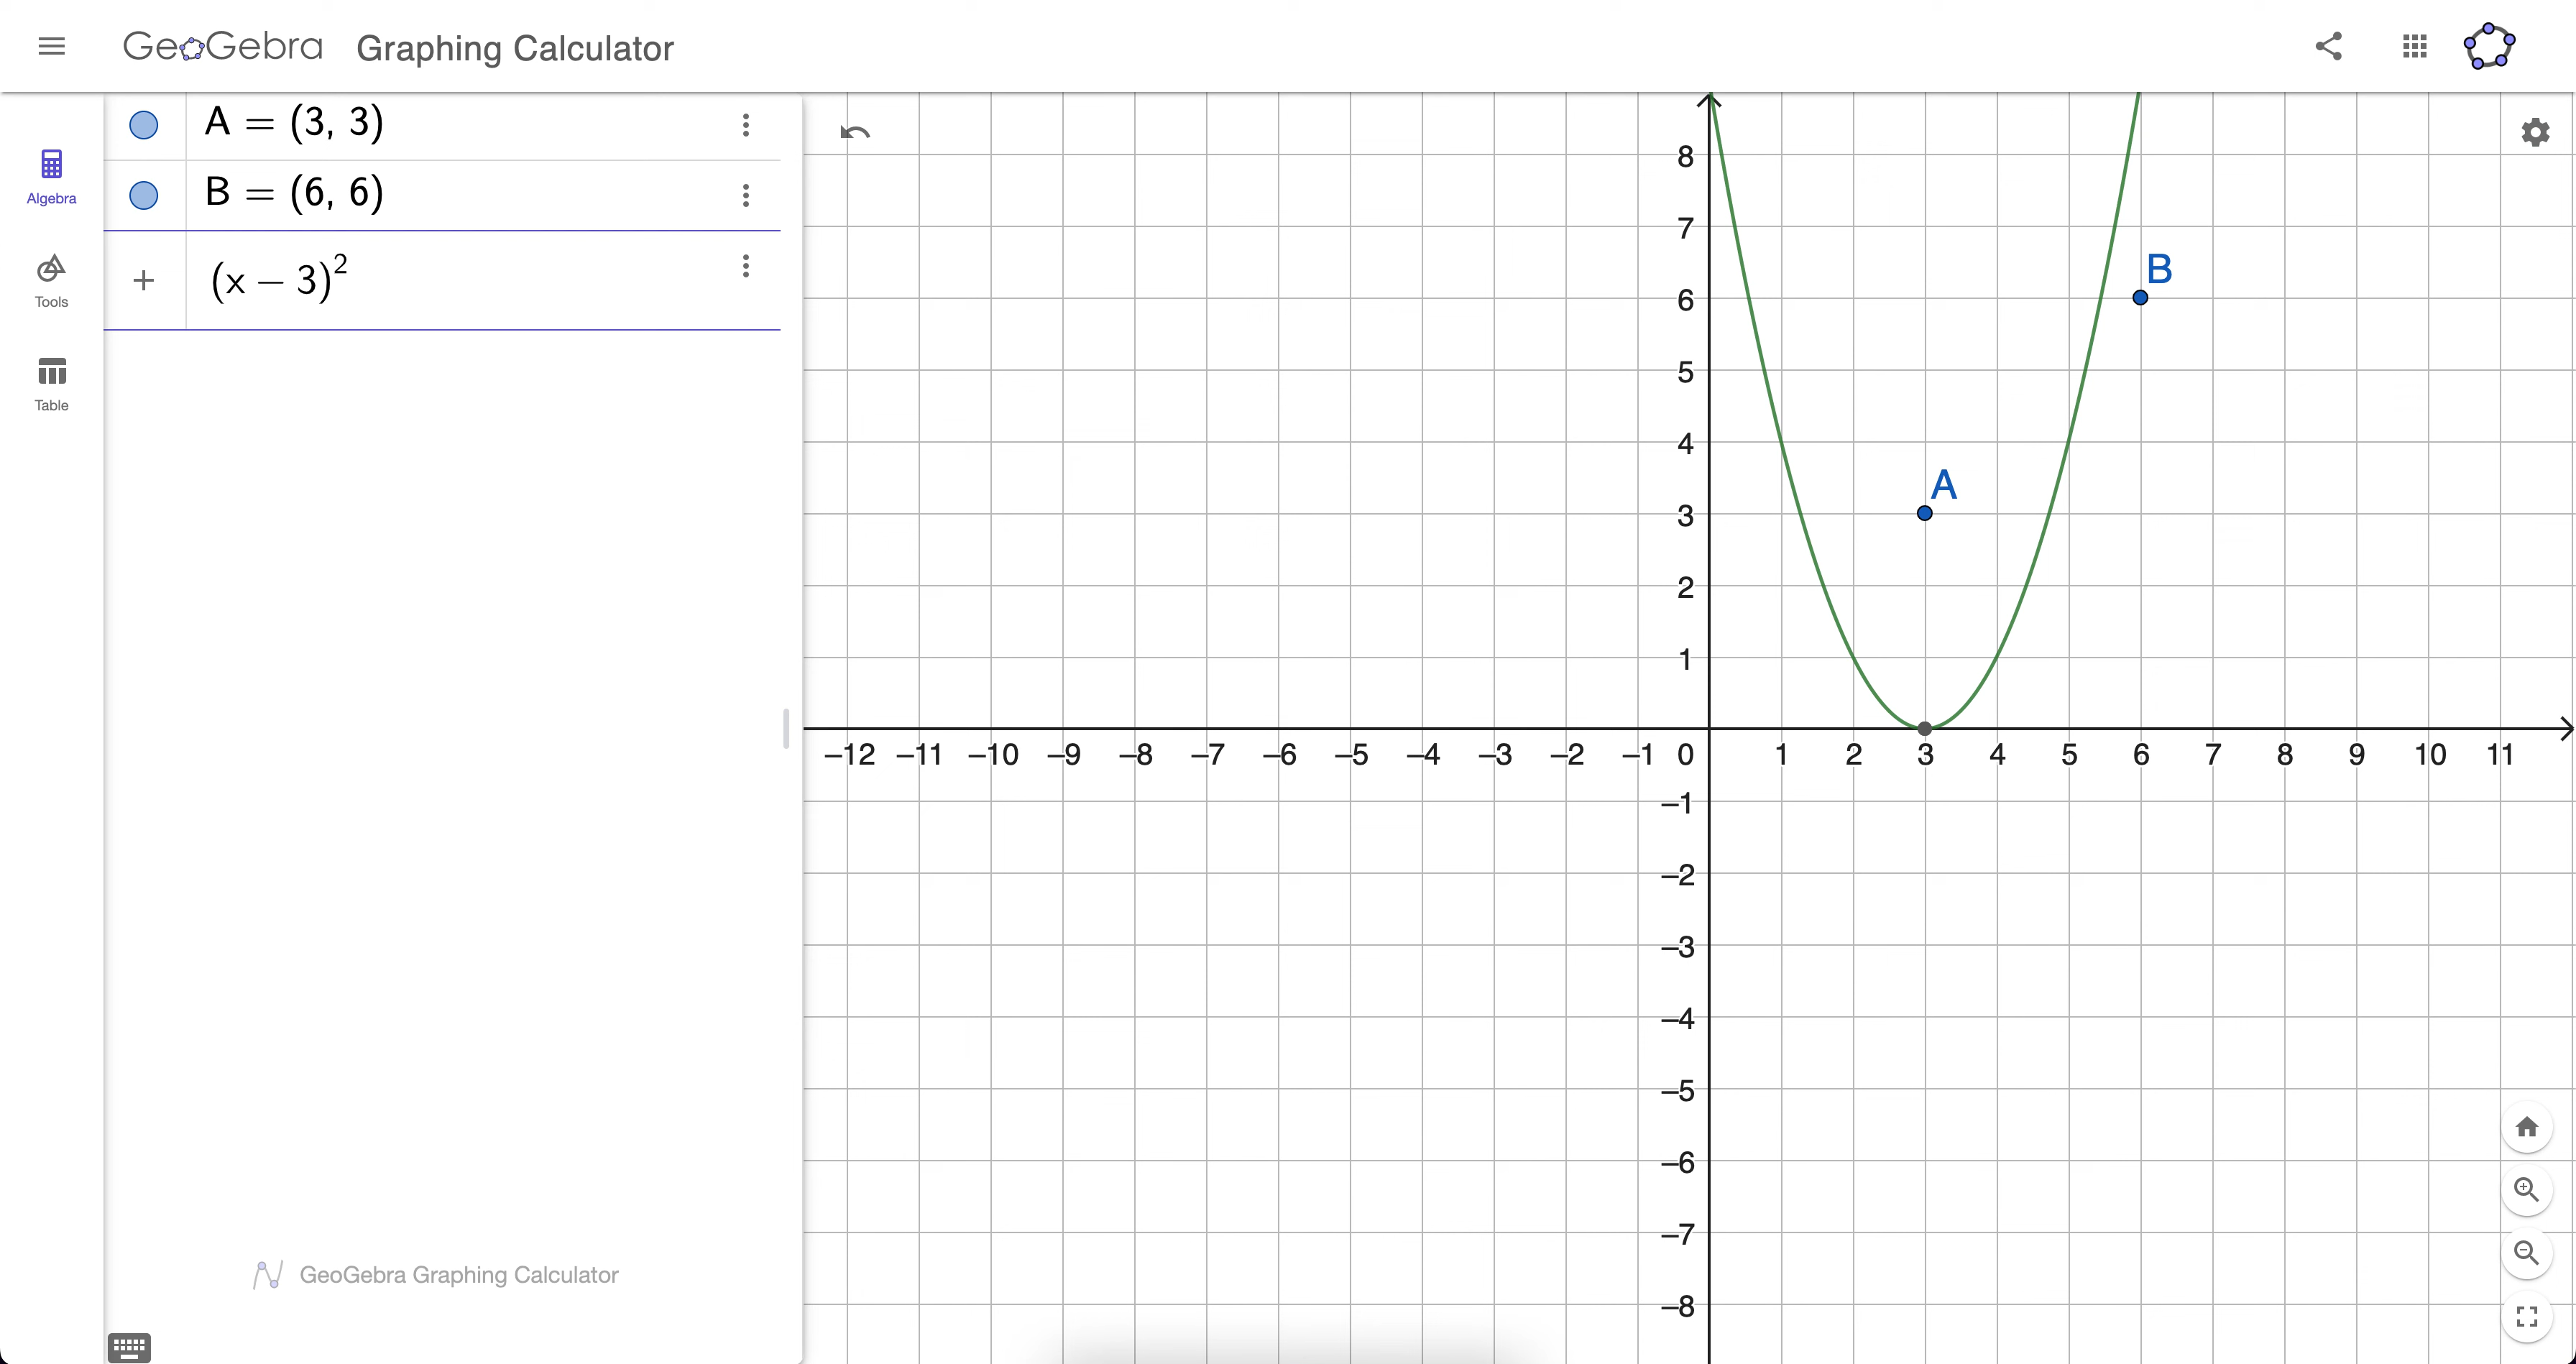 GeoGebra Graphing Calculator
Algebra
Tools
Table
A = (3, 3)
B = (6, 6)
+ (x – 3)²
GeoGebra Graphing Calculator
8
7
6
5
4
3
2
1
B
A
–12 –11 –10 –9 –8 –7 –6 –5 –4 –3 –2 –1 0 1 2 3 4 5 6 7 8 9 10 11
–1
–2
–3
–4
–5
–6
–7
–8